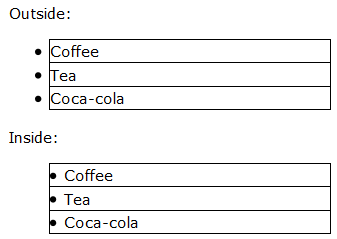 Outside:
• Coffee
• Tea
• Coca-cola
Inside:
• Coffee
• Tea
• Coca-cola